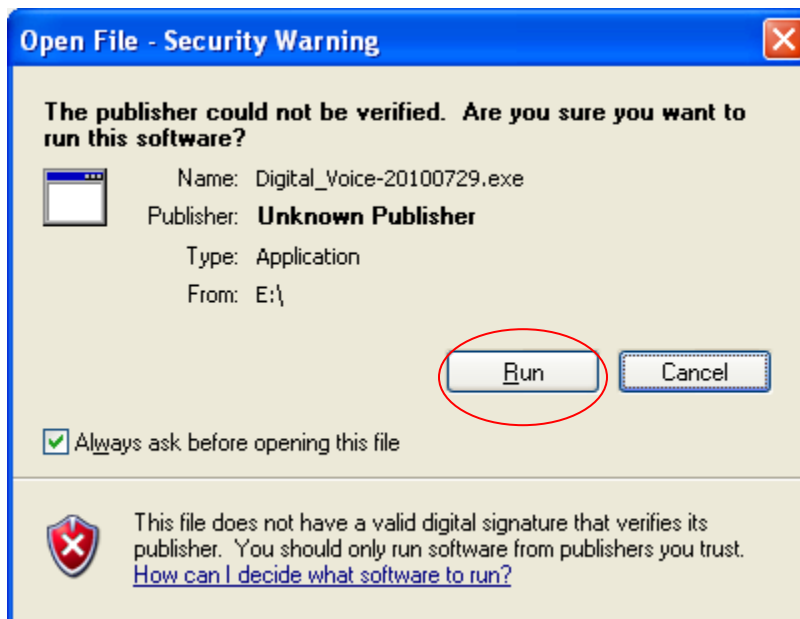 Open File - Security Warning
The publisher could not be verified.  Are you sure you want to
run this software?
Name: Digital_Voice-20100729.exe
Publisher: Unknown Publisher
Type: Application
From: E:\
Run Cancel
Always ask before opening this file
This file does not have a valid digital signature that verifies its
publisher.  You should only run software from publishers you trust.
How can I decide what software to run?